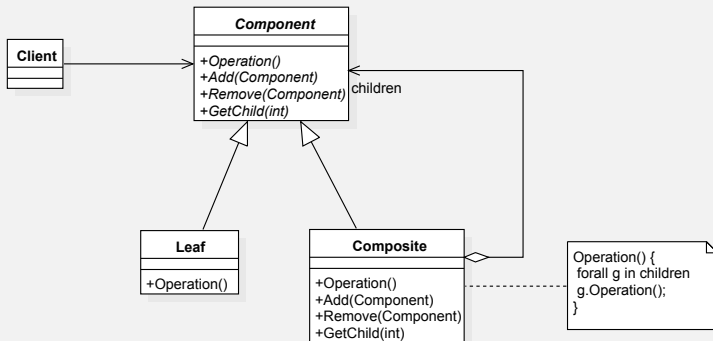 Component
Client
+Operation()
+Add(Component)
+Remove(Component)
+GetChild(int)
children
Leaf
+Operation()
Composite
+Operation()
+Add(Component)
+Remove(Component)
+GetChild(int)
Operation() {
forall g in children
g.Operation();
}